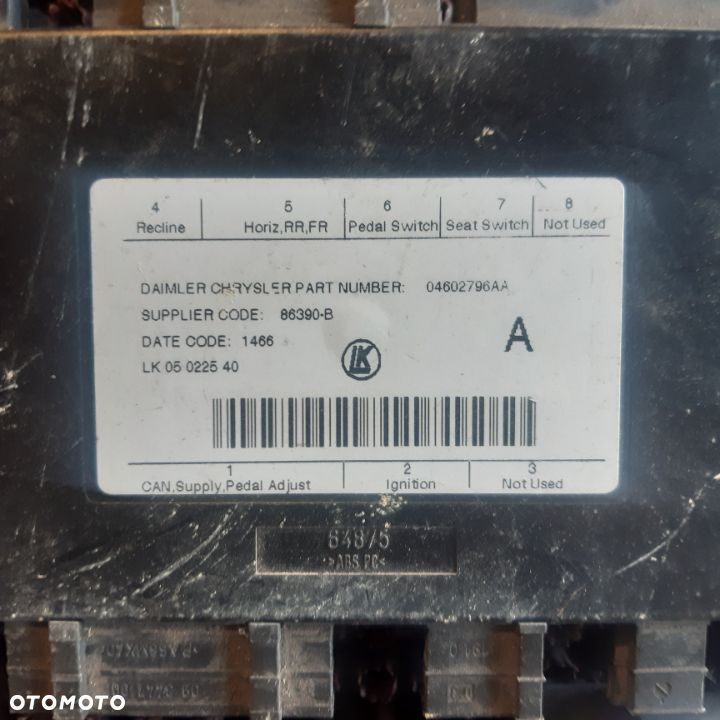 4 5 6 7 8
Recline Horiz,RR,FR Pedal Switch Seat Switch Not Used
DAIMLER CHRYSLER PART NUMBER: 04602796AA
SUPPLIER CODE: 86390-B
DATE CODE: 1466
A
LK 05 0225 40
LK
1 2 3
CAN,Supply,Pedal Adjust Ignition Not Used
64875
>ABS PC<
OTOMOTO